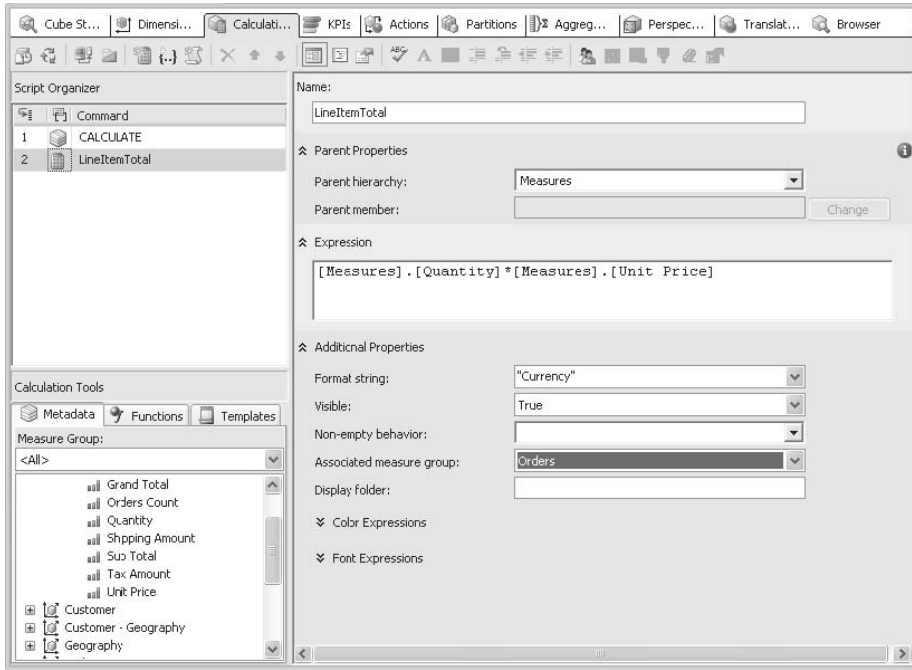 Cube St... Dimensi... Calculati... KPIs Actions Partitions Aggreg... Perspec... Translat... Browser
Script Organizer
Command
1 CALCULATE
2 LineItemTotal
Calculation Tools
Metadata Functions Templates
Measure Group:
<All>
Grand Total
Orders Count
Quantity
Shpping Amount
Sub Total
Tax Amount
Unit Price
Customer
Customer - Geography
Geography
Name:
LineItemTotal
Parent Properties
Parent hierarchy: Measures
Parent member: Change
Expression
[Measures].[Quantity]*[Measures].[Unit Price]
Additional Properties
Format string: "Currency"
Visible: True
Non-empty behavior:
Associated measure group: Orders
Display folder:
Color Expressions
Font Expressions